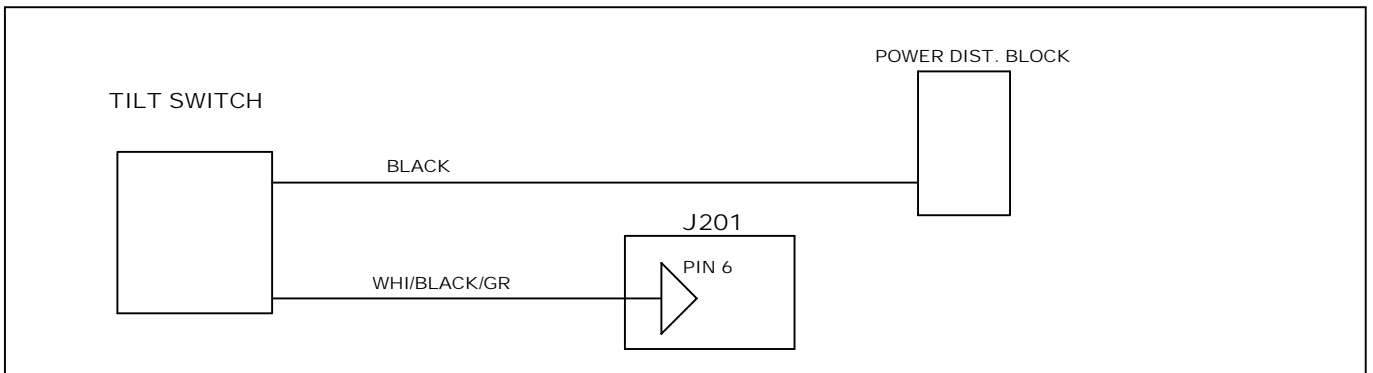 POWER DIST. BLOCK
TILT SWITCH
BLACK
J201
PIN 6
WHI/BLACK/GR